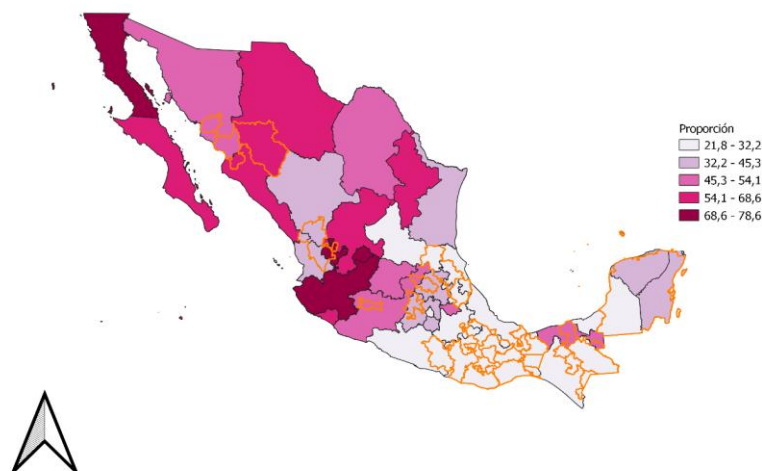 Proporción
21,8 - 32,2
32,2 - 45,3
45,3 - 54,1
54,1 - 68,6
68,6 - 78,6